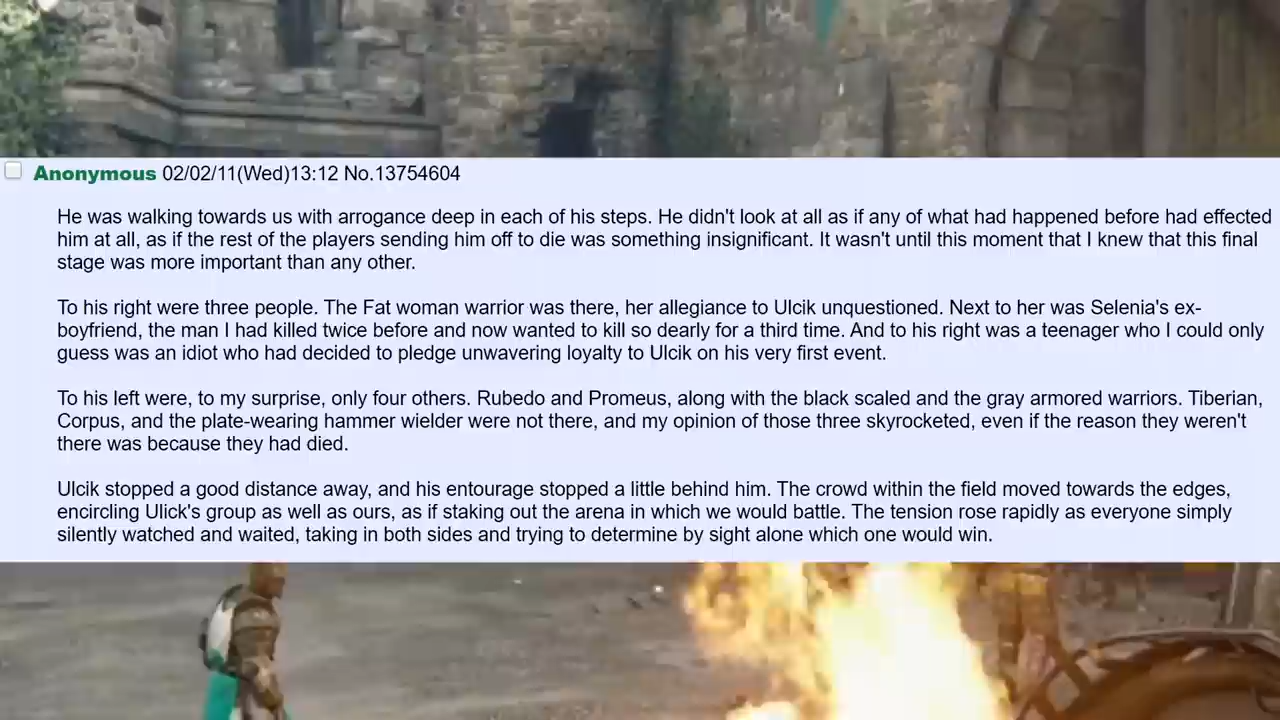 Anonymous 02/02/11(Wed)13:12 No.13754604
He was walking towards us with arrogance deep in each of his steps. He didn't look at all as if any of what had happened before had effected
him at all, as if the rest of the players sending him off to die was something insignificant. It wasn't until this moment that I knew that this final
stage was more important than any other.
To his right were three people. The Fat woman warrior was there, her allegiance to Ulcik unquestioned. Next to her was Selenia's ex-
boyfriend, the man I had killed twice before and now wanted to kill so dearly for a third time. And to his right was a teenager who I could only
guess was an idiot who had decided to pledge unwavering loyalty to Ulcik on his very first event.
To his left were, to my surprise, only four others. Rubedo and Promeus, along with the black scaled and the gray armored warriors. Tiberian,
Corpus, and the plate-wearing hammer wielder were not there, and my opinion of those three skyrocketed, even if the reason they weren't
there was because they had died.
Ulcik stopped a good distance away, and his entourage stopped a little behind him. The crowd within the field moved towards the edges,
encircling Ulick's group as well as ours, as if staking out the arena in which we would battle. The tension rose rapidly as everyone simply
silently watched and waited, taking in both sides and trying to determine by sight alone which one would win.